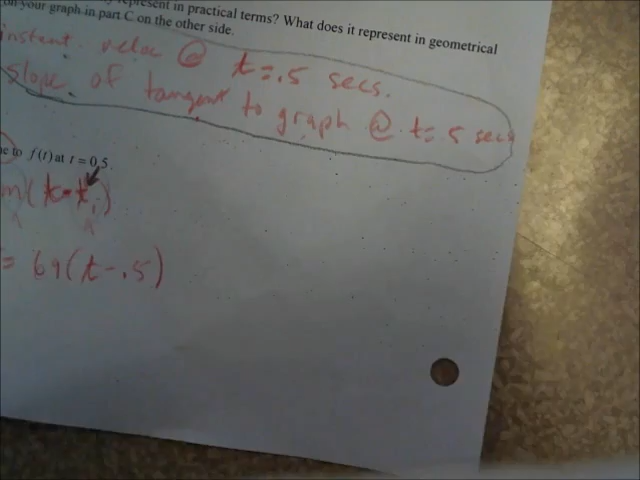 represent in practical terms? What does it represent in geometrical
on your graph in part C on the other side.
instant. veloc @ t=.5 secs.
slope of tangent to graph @ t=.5 secs
to f(t) at t = 0.5.
m(t-t₁)
= 69(t-.5)